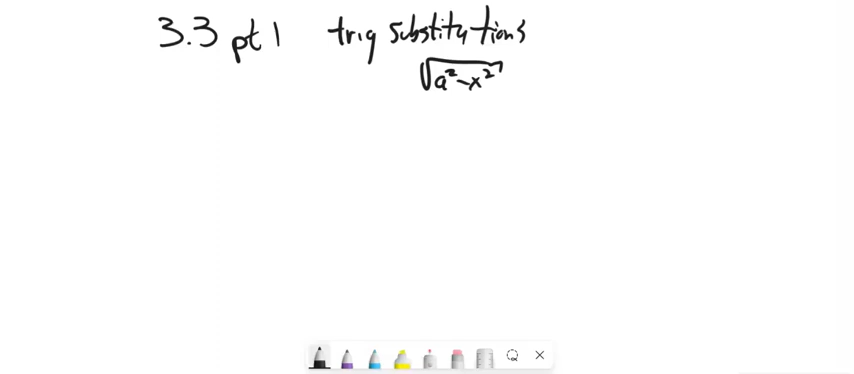 3.3 pt 1 trig substitutions
√(a²-x²)